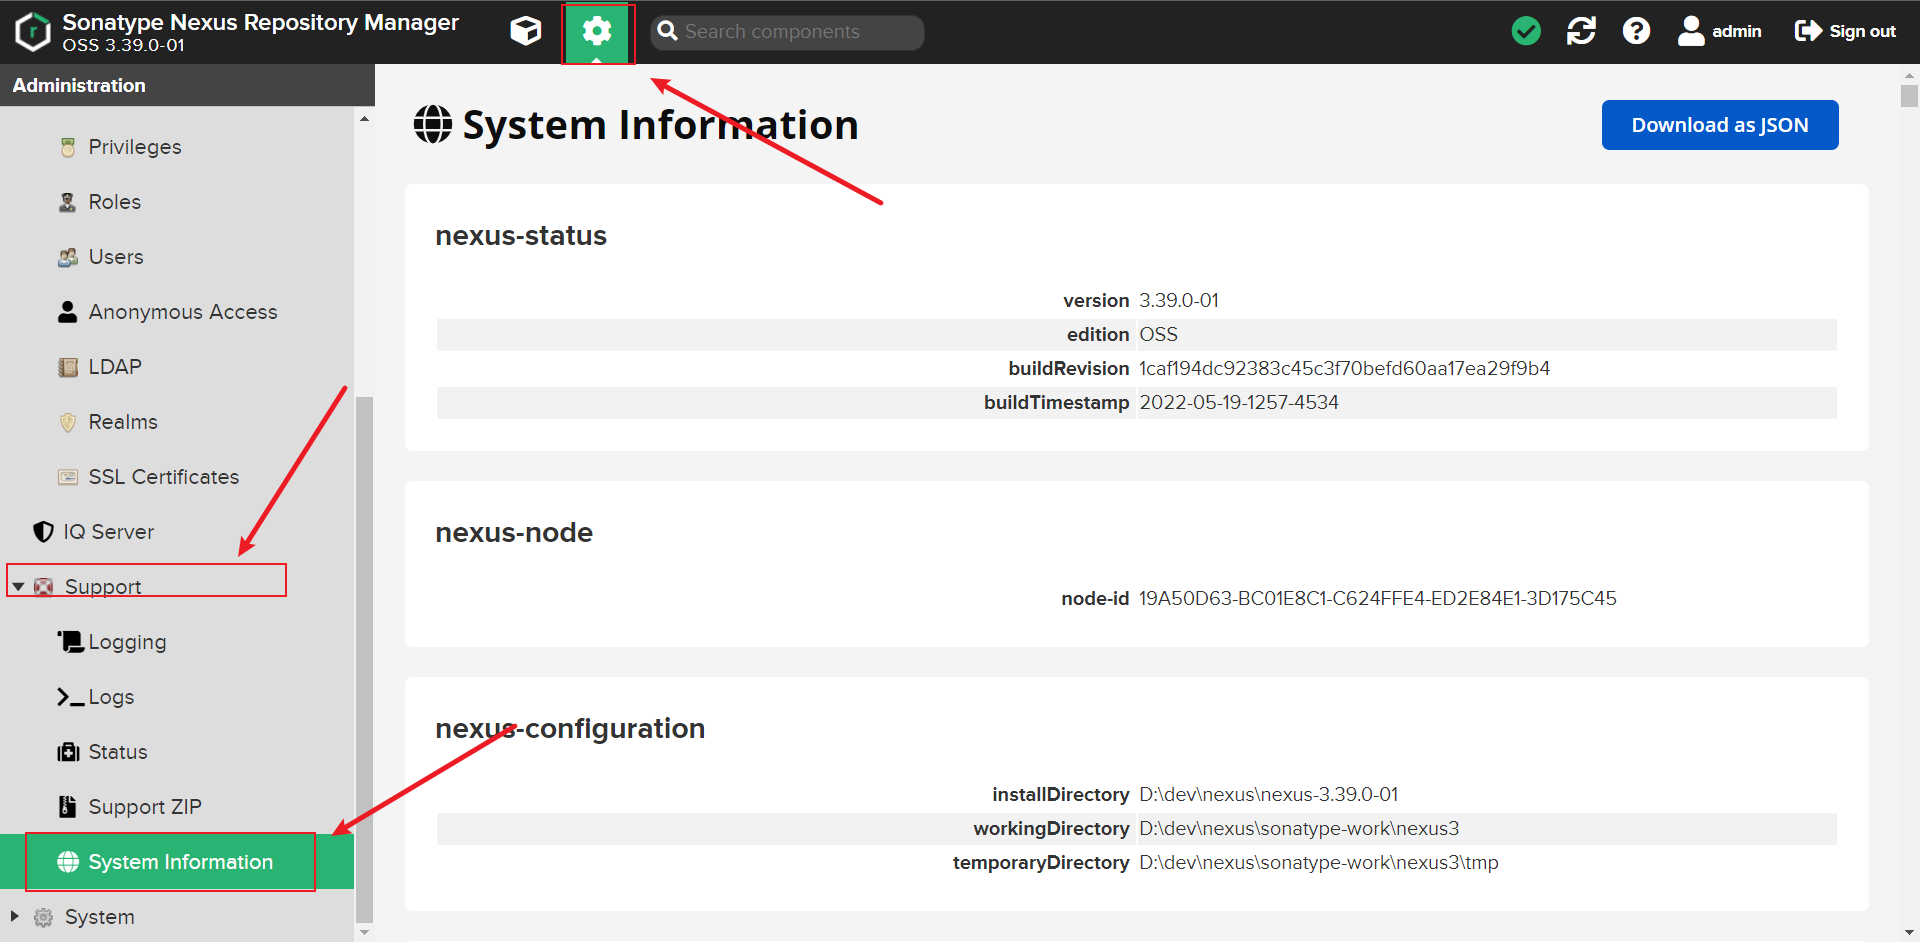 Sonatype Nexus Repository Manager
OSS 3.39.0-01
Search components
admin
Sign out
Administration
Privileges
Roles
Users
Anonymous Access
LDAP
Realms
SSL Certificates
IQ Server
Support
Logging
Logs
Status
Support ZIP
System Information
System
System Information
Download as JSON
nexus-status
version 3.39.0-01
edition OSS
buildRevision 1caf194dc92383c45c3f70befd60aa17ea29f9b4
buildTimestamp 2022-05-19-1257-4534
nexus-node
node-id 19A50D63-BC01E8C1-C624FFE4-ED2E84E1-3D175C45
nexus-configuration
installDirectory D:\dev\nexus\nexus-3.39.0-01
workingDirectory D:\dev\nexus\sonatype-work\nexus3
temporaryDirectory D:\dev\nexus\sonatype-work\nexus3\tmp